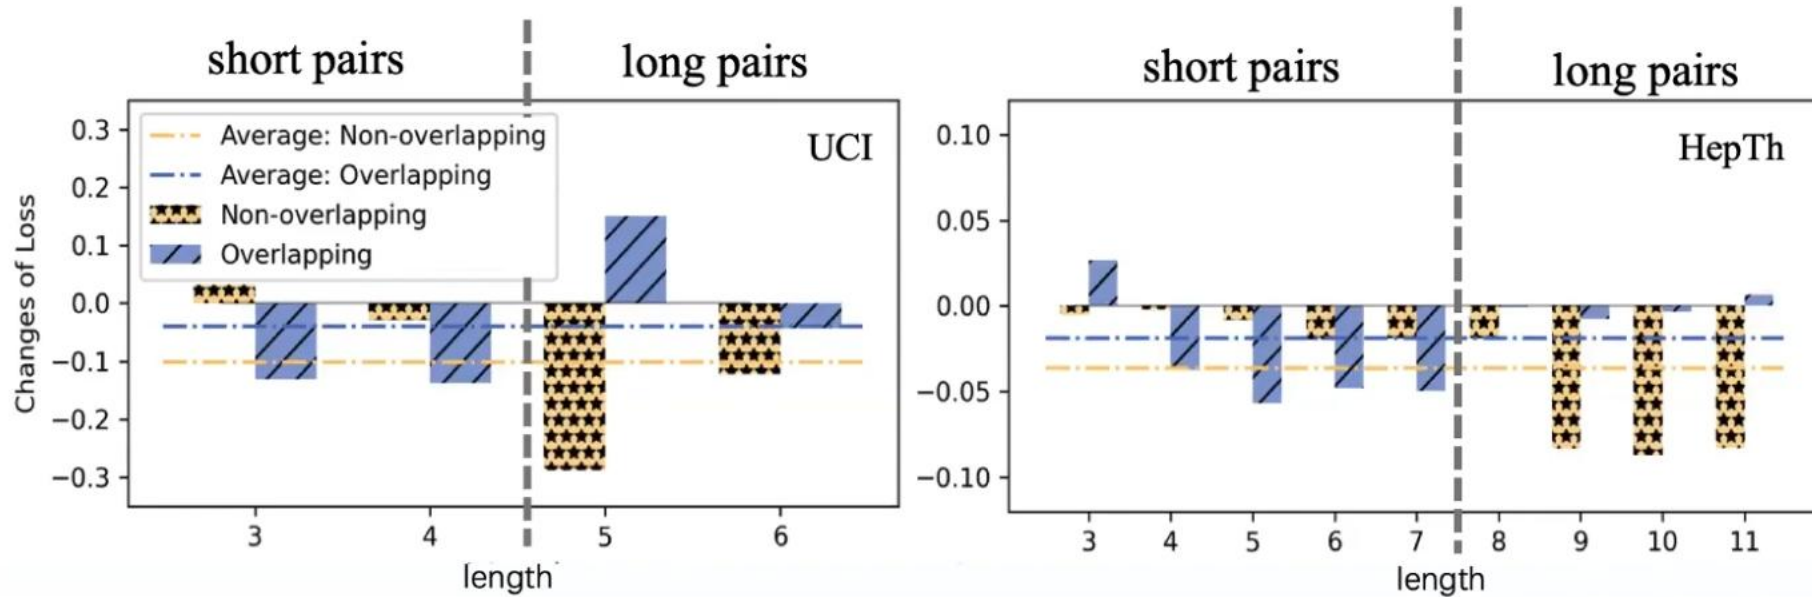 short pairs
long pairs
UCI
Average: Non-overlapping
Average: Overlapping
Non-overlapping
Overlapping
Changes of Loss
0.3
0.2
0.1
0.0
−0.1
−0.2
−0.3
3 4 5 6
length
short pairs
long pairs
HepTh
0.10
0.05
0.00
−0.05
−0.10
3 4 5 6 7 8 9 10 11
length